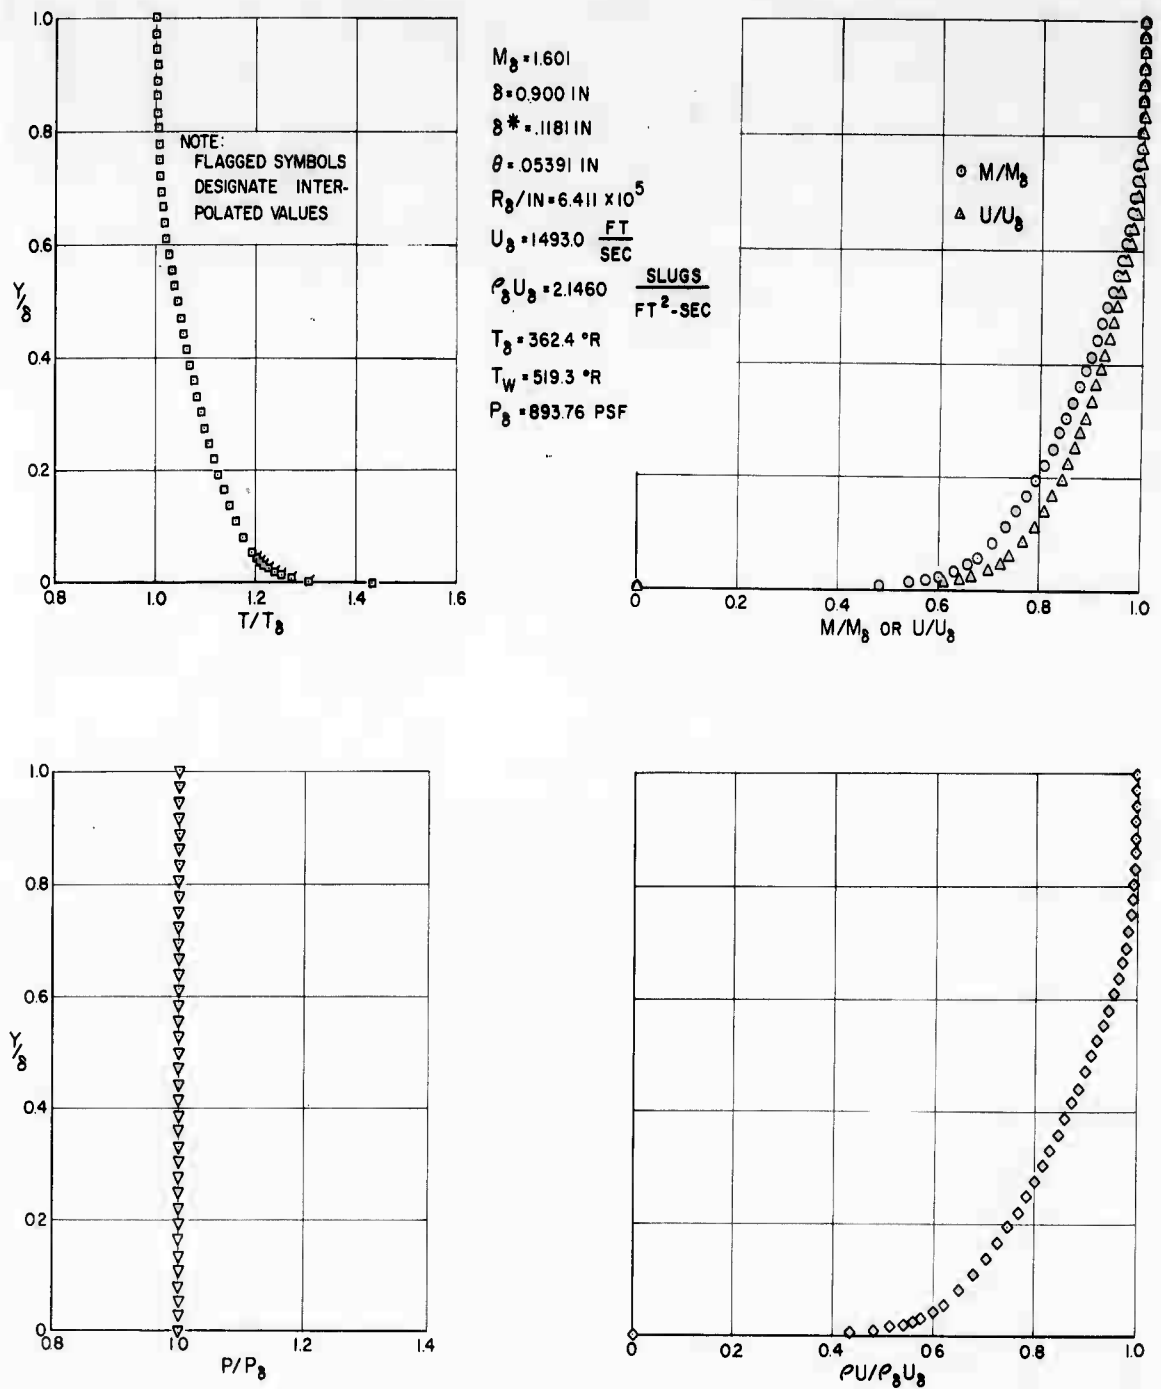 1.0
0.8
0.6
0.4
0.2
0
Y/δ
0.8
1.0
1.2
1.4
1.6
T/Tδ
NOTE:
FLAGGED SYMBOLS
DESIGNATE INTER-
POLATED VALUES
Mδ = 1.601
δ = 0.900 IN
δ* = .1181 IN
θ = .05391 IN
Rδ/IN = 6.411 X 10⁵
Uδ = 1493.0 FT/SEC
ρδUδ = 2.1460 SLUGS/FT²-SEC
Tδ = 362.4 °R
TW = 519.3 °R
Pδ = 893.76 PSF
M/Mδ
U/Uδ
0
0.2
0.4
0.6
0.8
1.0
M/Mδ OR U/Uδ
1.0
0.8
0.6
0.4
0.2
0
Y/δ
0.8
1.0
1.2
1.4
P/Pδ
0
0.2
0.4
0.6
0.8
1.0
ρU/ρδUδ